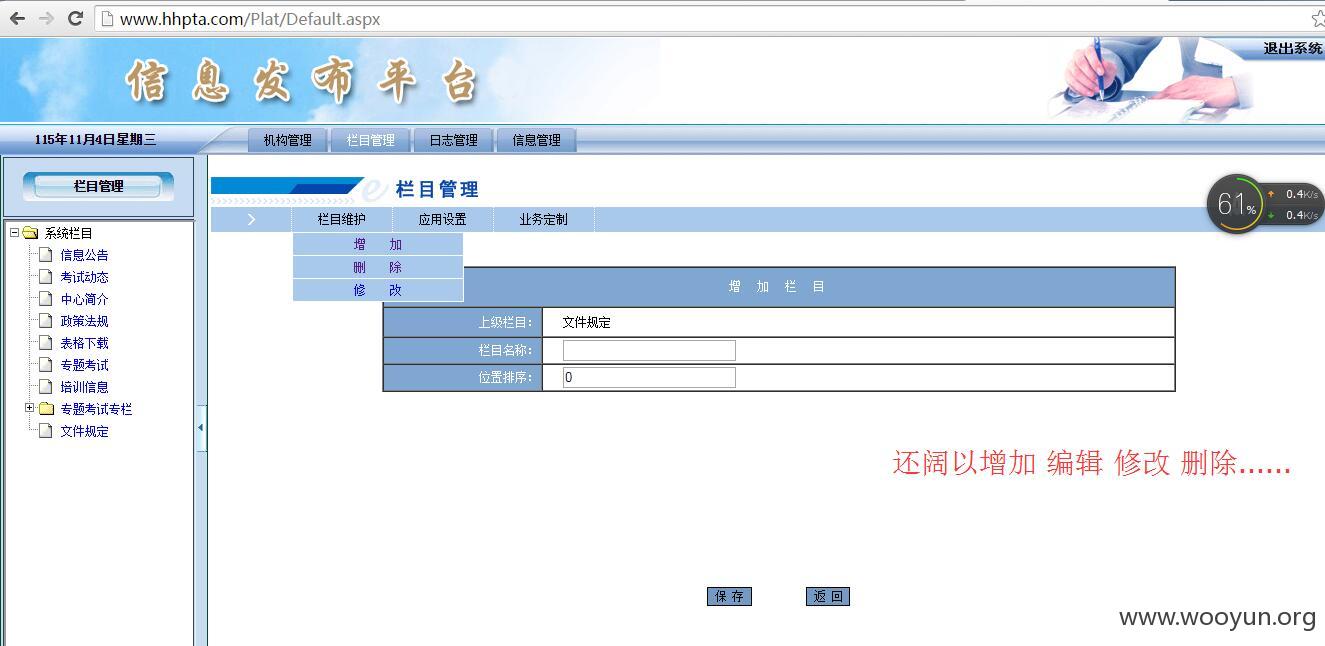 www.hhpta.com/Plat/Default.aspx
信息发布平台
退出系统
115年11月4日星期三
机构管理 栏目管理 日志管理 信息管理
栏目管理
栏目管理
栏目维护 应用设置 业务定制
增 加
删 除
修 改
61%
0.4K/s
0.4K/s
系统栏目
信息公告
考试动态
中心简介
政策法规
表格下载
专题考试
培训信息
专题考试专栏
文件规定
增 加 栏 目
上级栏目: 文件规定
栏目名称:
位置排序: 0
还阔以增加 编辑 修改 删除......
保 存 返 回
www.wooyun.org